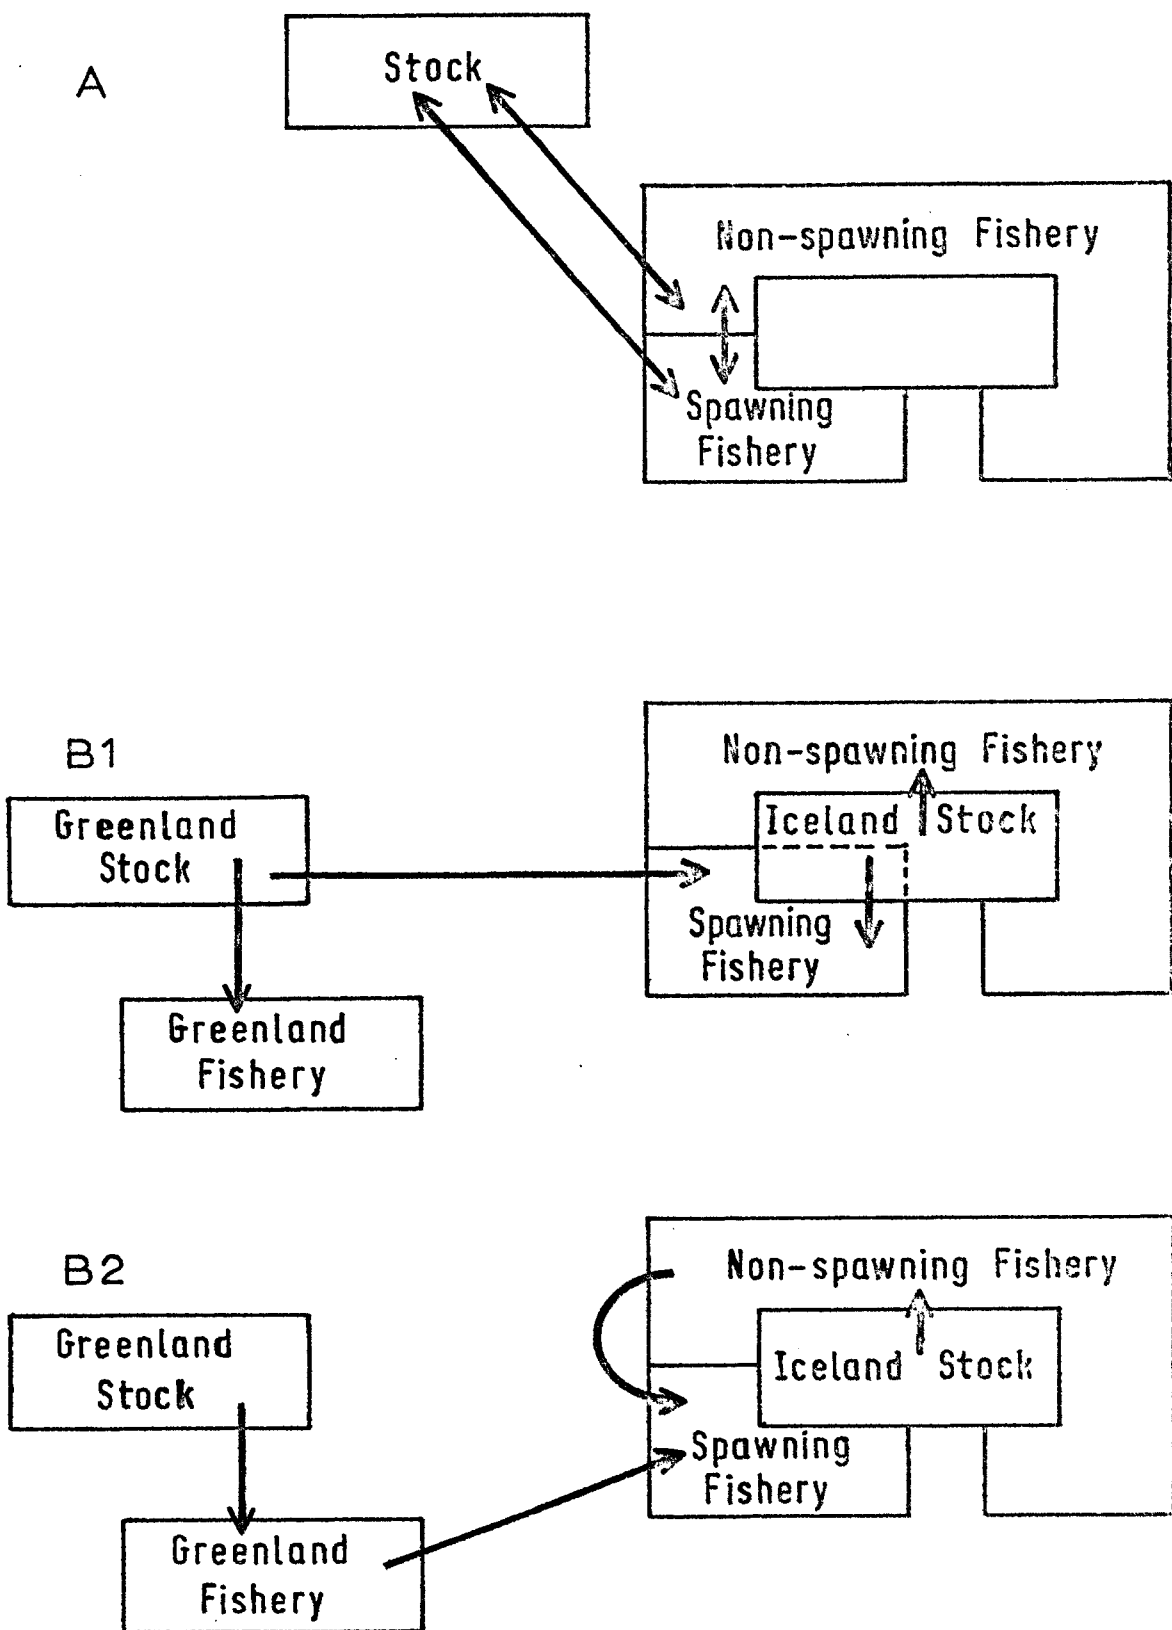 A
Stock
Non-spawning Fishery
Spawning
Fishery
B1
Greenland
Stock
Non-spawning Fishery
Iceland Stock
Spawning
Fishery
Greenland
Fishery
B2
Greenland
Stock
Non-spawning Fishery
Iceland Stock
Spawning
Fishery
Greenland
Fishery